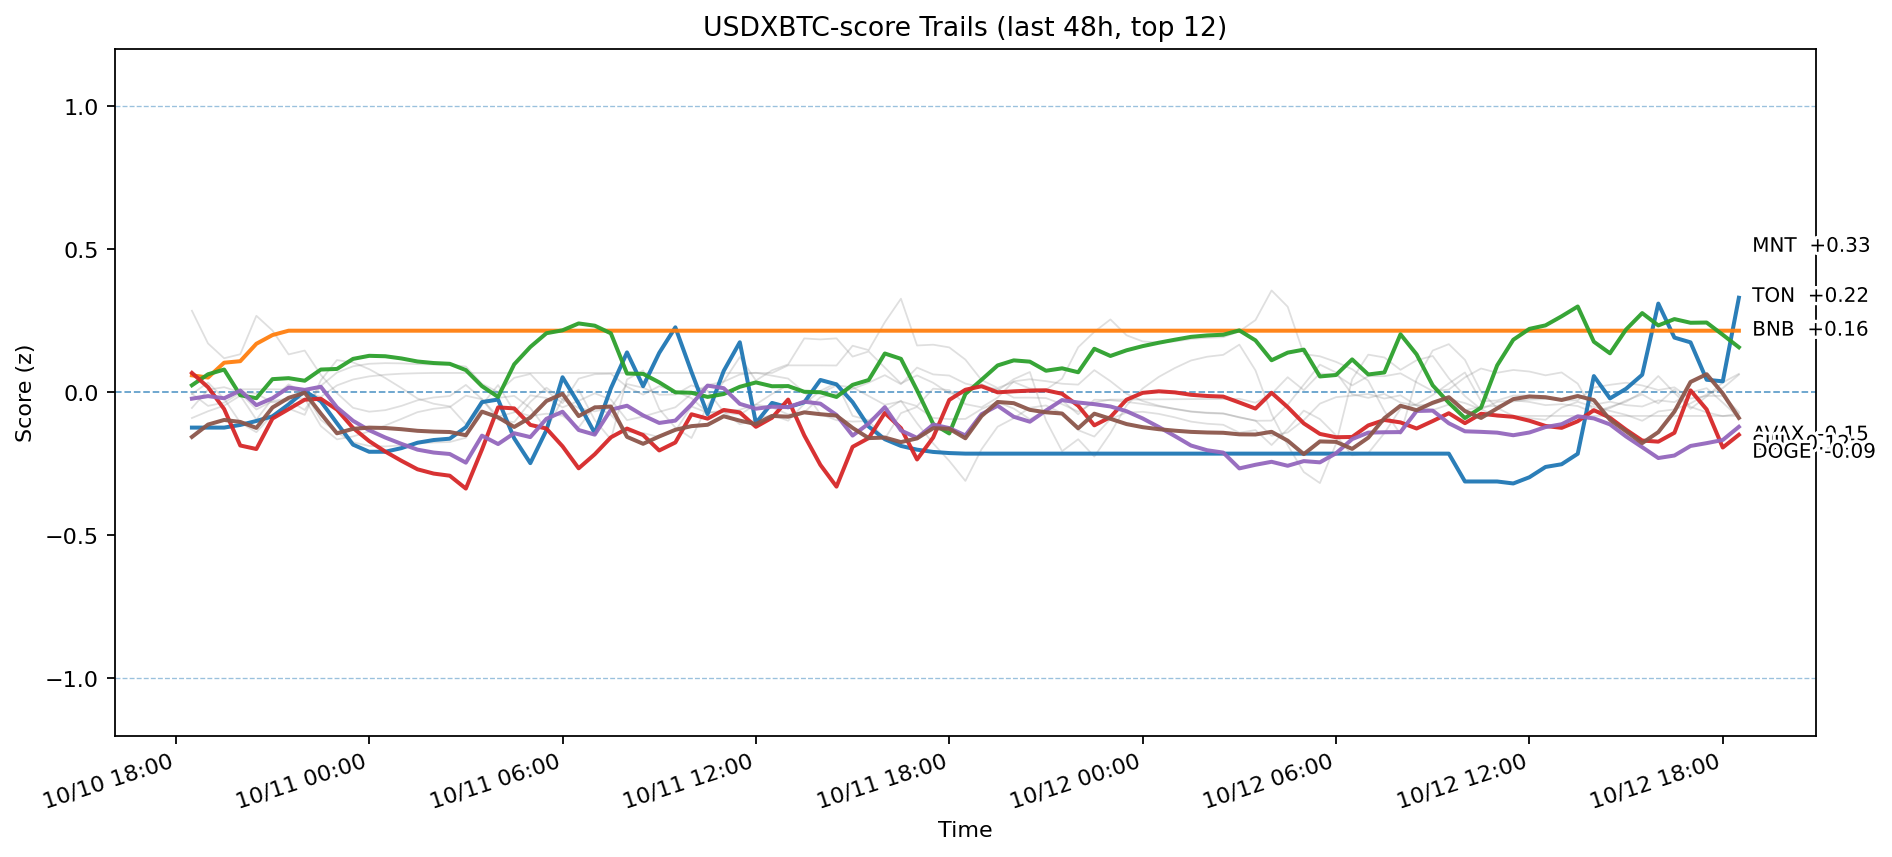 USDXBTC-score Trails (last 48h, top 12)
Score (z)
1.0
0.5
0.0
−0.5
−1.0
MNT +0.33
TON +0.22
BNB +0.16
AVAX -0.15
DOGE -0.09
10/10 18:00
10/11 00:00
10/11 06:00
10/11 12:00
10/11 18:00
10/12 00:00
10/12 06:00
10/12 12:00
10/12 18:00
Time